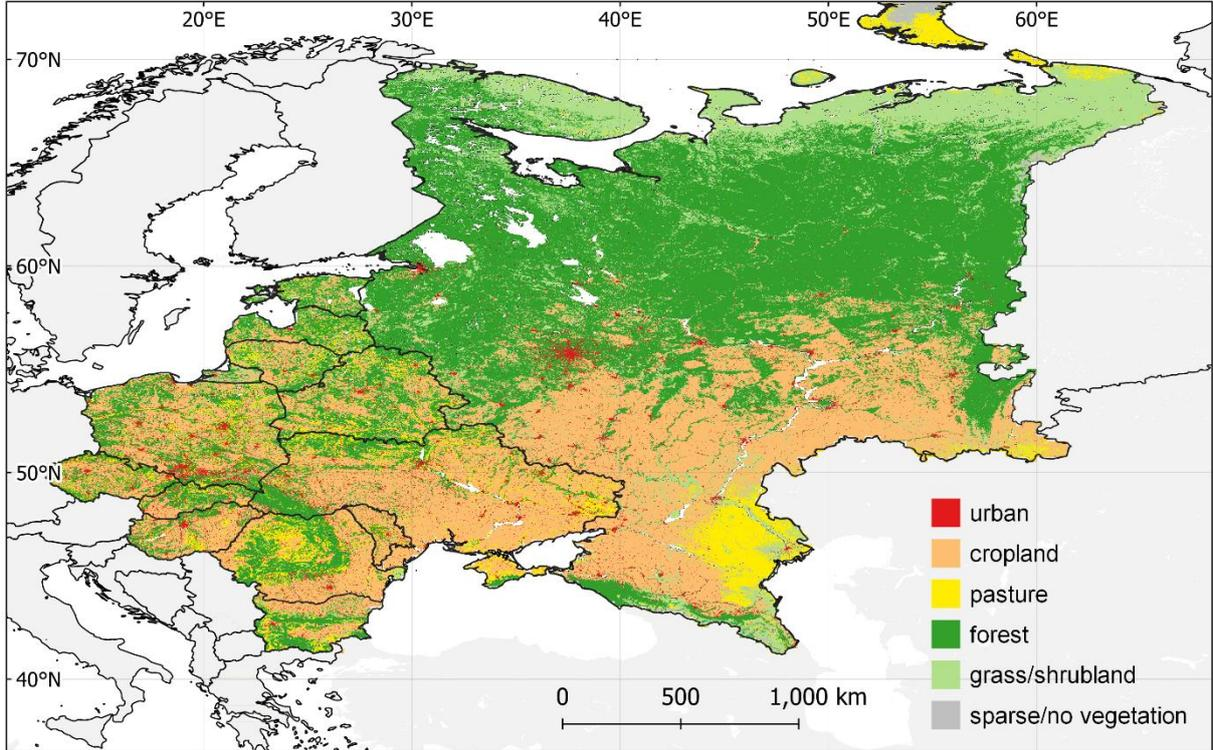 20°E 30°E 40°E 50°E 60°E
70°N
60°N
50°N
40°N
urban
cropland
pasture
forest
grass/shrubland
sparse/no vegetation
0 500 1,000 km